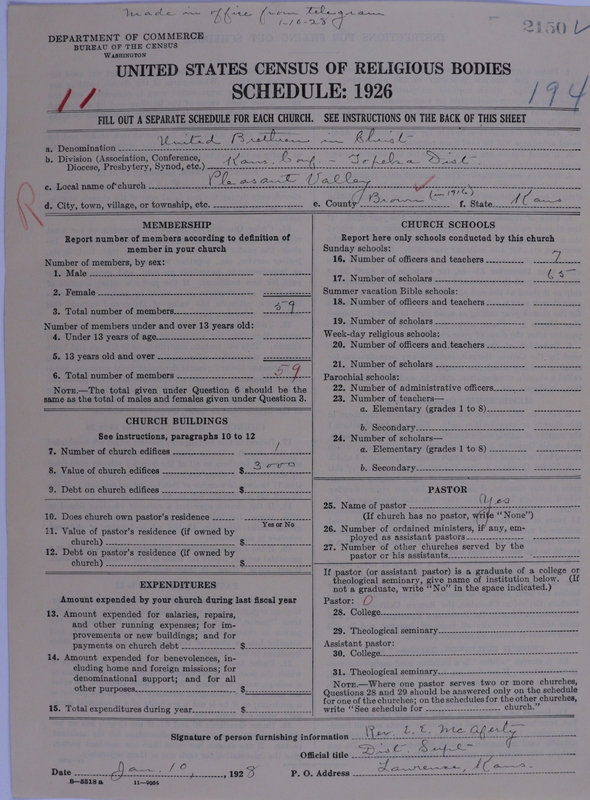 Made in office from telegram
1-10-28
2150
DEPARTMENT OF COMMERCE
BUREAU OF THE CENSUS
WASHINGTON
UNITED STATES CENSUS OF RELIGIOUS BODIES
SCHEDULE: 1926
11
194
FILL OUT A SEPARATE SCHEDULE FOR EACH CHURCH. SEE INSTRUCTIONS ON THE BACK OF THIS SHEET
a. Denomination United Brethren in Christ
b. Division (Association, Conference, Diocese, Presbytery, Synod, etc.) Kans. Conf. - Topeka Dist.
c. Local name of church Pleasant Valley
d. City, town, village, or township, etc. e. County Brown (-1916) f. State Kans
R
MEMBERSHIP
Report number of members according to definition of
member in your church
Number of members, by sex:
1. Male
2. Female
3. Total number of members 59
Number of members under and over 13 years old:
4. Under 13 years of age
5. 13 years old and over
6. Total number of members 59
NOTE.—The total given under Question 6 should be
same as the total of males and females given under Question 3.
CHURCH BUILDINGS
See instructions, paragraphs 10 to 12
7. Number of church edifices 1
8. Value of church edifices $ 3000
9. Debt on church edifices $
10. Does church own pastor's residence
Yes or No
11. Value of pastor's residence (if owned by
church) $
12. Debt on pastor's residence (if owned by
church) $
EXPENDITURES
Amount expended by your church during last fiscal year
13. Amount expended for salaries, repairs,
and other running expenses; for im-
provements or new buildings; and for
payments on church debt $
14. Amount expended for benevolences, in-
cluding home and foreign missions; for
denominational support; and for all
other purposes $
15. Total expenditures during year $
CHURCH SCHOOLS
Report here only schools conducted by this church
Sunday schools:
16. Number of officers and teachers 7
17. Number of scholars 65
Summer vacation Bible schools:
18. Number of officers and teachers
19. Number of scholars
Week-day religious schools:
20. Number of officers and teachers
21. Number of scholars
Parochial schools:
22. Number of administrative officers
23. Number of teachers—
a. Elementary (grades 1 to 8)
b. Secondary
24. Number of scholars—
a. Elementary (grades 1 to 8)
b. Secondary
PASTOR
25. Name of pastor Yes
(If church has no pastor, write "None")
26. Number of ordained ministers, if any, em-
ployed as assistant pastors
27. Number of other churches served by the
pastor or his assistants
If pastor (or assistant pastor) is a graduate of a college or
theological seminary, give name of institution below. (If
not a graduate, write "No" in the space indicated.)
Pastor: 0
28. College
29. Theological seminary
Assistant pastor:
30. College
31. Theological seminary
NOTE.—Where one pastor serves two or more churches,
Questions 28 and 29 should be answered only on the schedule
for one of the churches; on the schedules for the other churches,
write "See schedule for church."
Signature of person furnishing information Rev. E. E. McAferty
Official title Dist. Supt
Date Jan. 10, 1928 P. O. Address Lawrence, Kans.
8—5518 a 11—9664